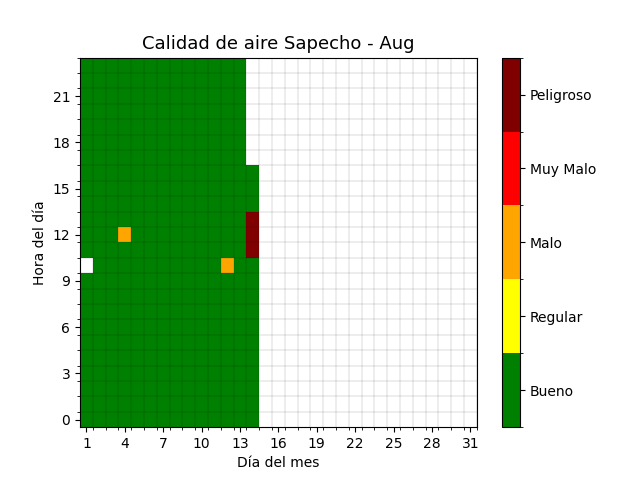 Calidad de aire Sapecho - Aug
21
18
15
12
9
6
3
0
Hora del día
1 4 7 10 13 16 19 22 25 28 31
Día del mes
Peligroso
Muy Malo
Malo
Regular
Bueno